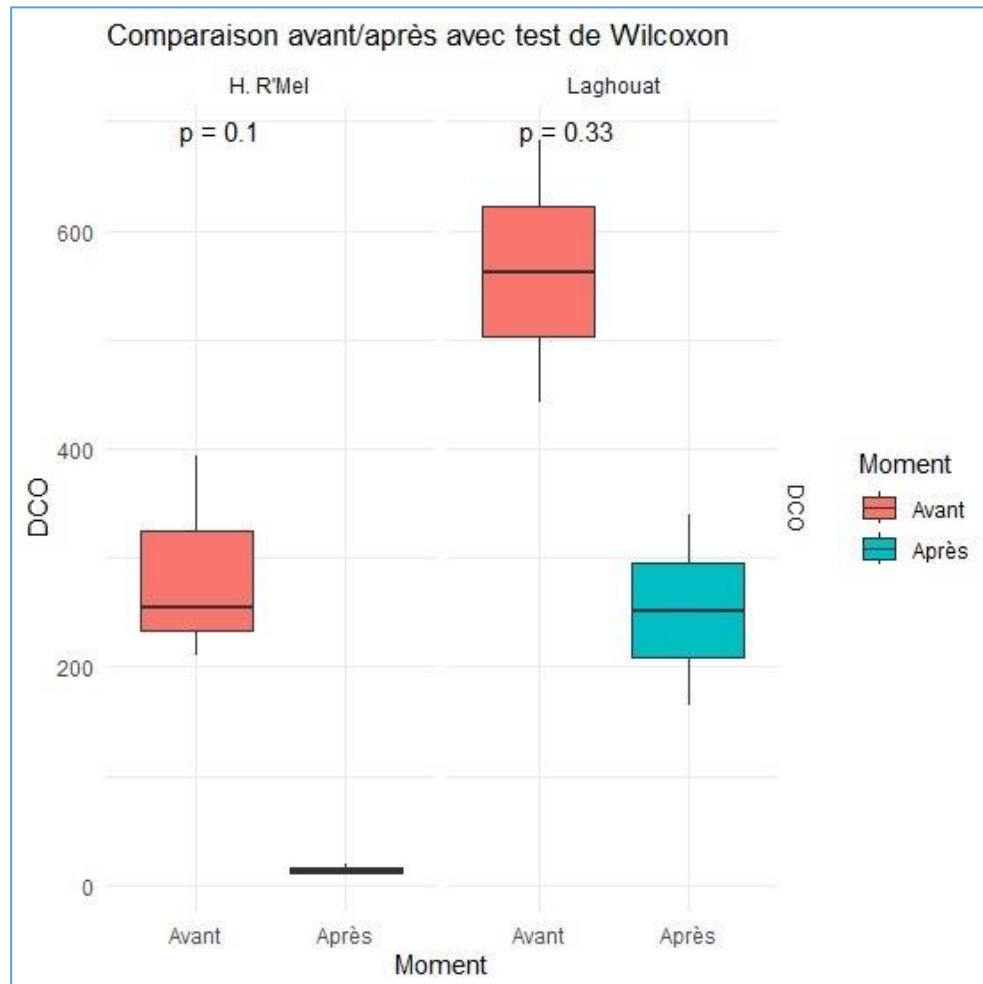 Comparaison avant/après avec test de Wilcoxon
H. R'Mel
Laghouat
p = 0.1
p = 0.33
600
400
200
0
DCO
DCO
Avant
Après
Avant
Après
Moment
Moment
Avant
Après